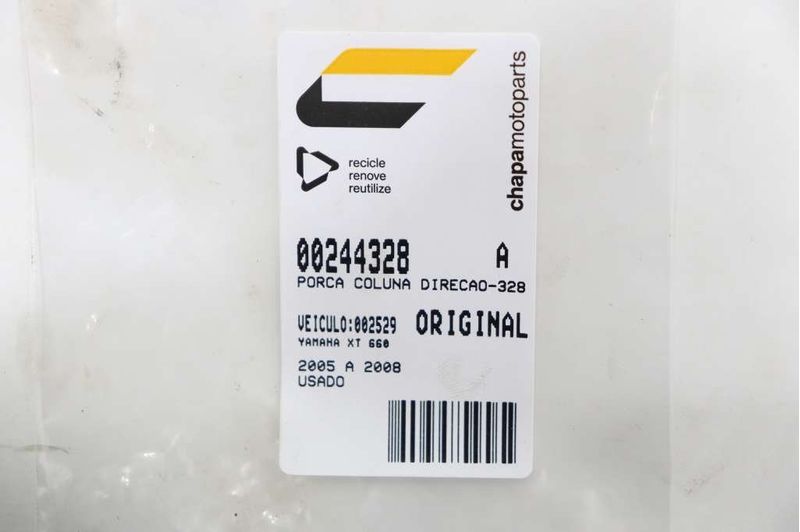 chapamotoparts
recicle
renove
reutilize
00244328 A
PORCA COLUNA DIRECAO-328
VEICULO:002529 ORIGINAL
YAMAHA XT 660
2005 A 2008
USADO